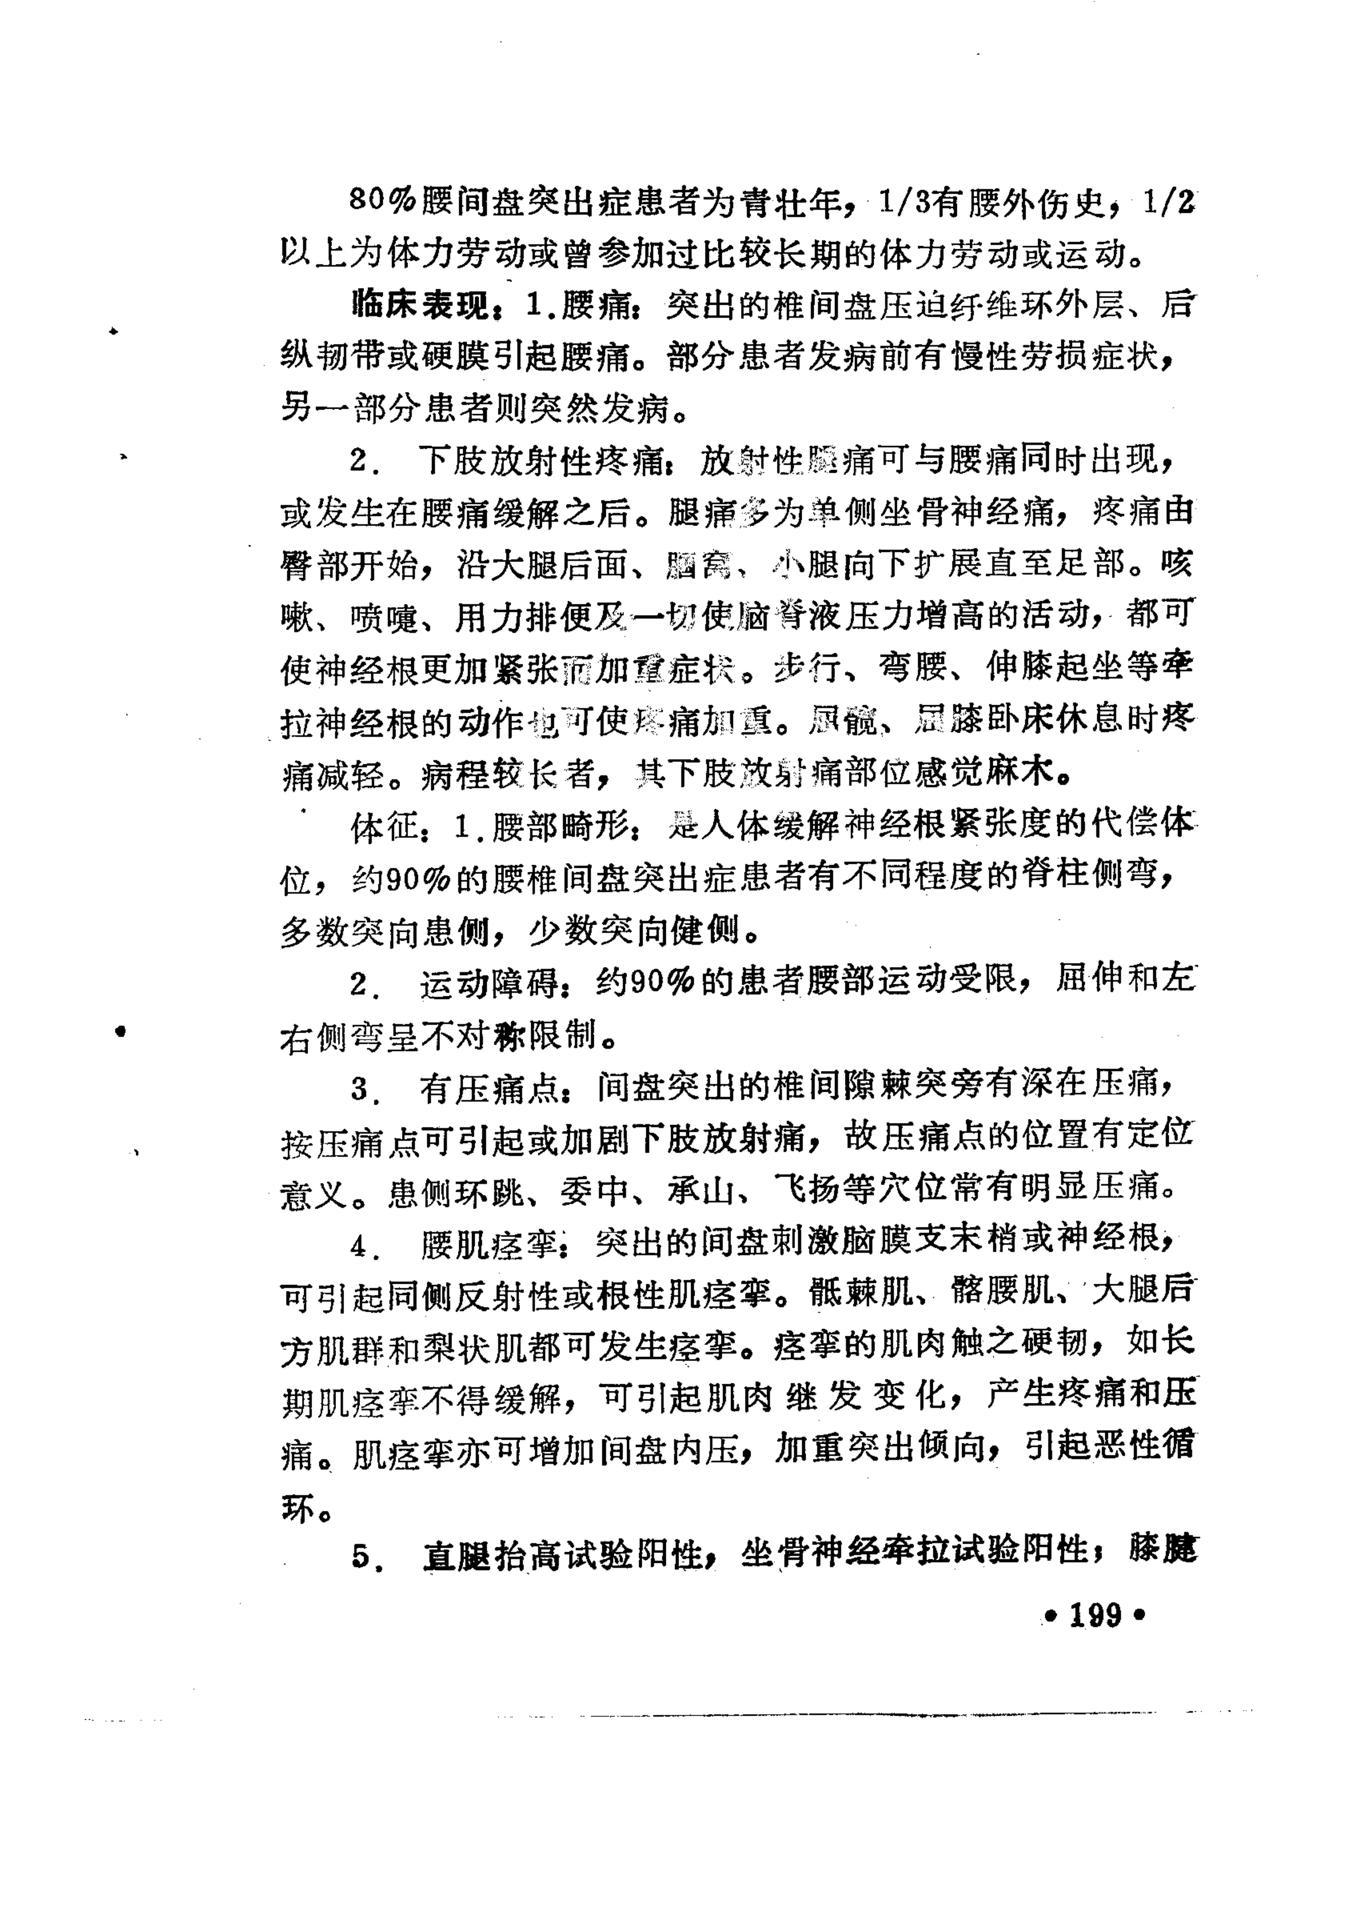 80%腰间盘突出症患者为青壮年，1/3有腰外伤史，1/2
以上为体力劳动或曾参加过比较长期的体力劳动或运动。
临床表现：1.腰痛：突出的椎间盘压迫纤维环外层、后
纵韧带或硬膜引起腰痛。部分患者发病前有慢性劳损症状，
另一部分患者则突然发病。
2. 下肢放射性疼痛：放射性腿痛可与腰痛同时出现，
或发生在腰痛缓解之后。腿痛多为单侧坐骨神经痛，疼痛由
臀部开始，沿大腿后面、腘窝、小腿向下扩展直至足部。咳
嗽、喷嚏、用力排便及一切使脑脊液压力增高的活动，都可
使神经根更加紧张而加重症状。步行、弯腰、伸膝起坐等牵
拉神经根的动作也可使疼痛加重。屈髋、屈膝卧床休息时疼
痛减轻。病程较长者，其下肢放射痛部位感觉麻木。
体征：1.腰部畸形：是人体缓解神经根紧张度的代偿体
位，约90%的腰椎间盘突出症患者有不同程度的脊柱侧弯，
多数突向患侧，少数突向健侧。
2. 运动障碍：约90%的患者腰部运动受限，屈伸和左
右侧弯呈不对称限制。
3. 有压痛点：间盘突出的椎间隙棘突旁有深在压痛，
按压痛点可引起或加剧下肢放射痛，故压痛点的位置有定位
意义。患侧环跳、委中、承山、飞扬等穴位常有明显压痛。
4. 腰肌痉挛：突出的间盘刺激脑膜支末梢或神经根，
可引起同侧反射性或根性肌痉挛。骶棘肌、髂腰肌、大腿后
方肌群和梨状肌都可发生痉挛。痉挛的肌肉触之硬韧，如长
期肌痉挛不得缓解，可引起肌肉继发变化，产生疼痛和压
痛。肌痉挛亦可增加间盘内压，加重突出倾向，引起恶性循
环。
5. 直腿抬高试验阳性，坐骨神经牵拉试验阳性；膝腱
•199•